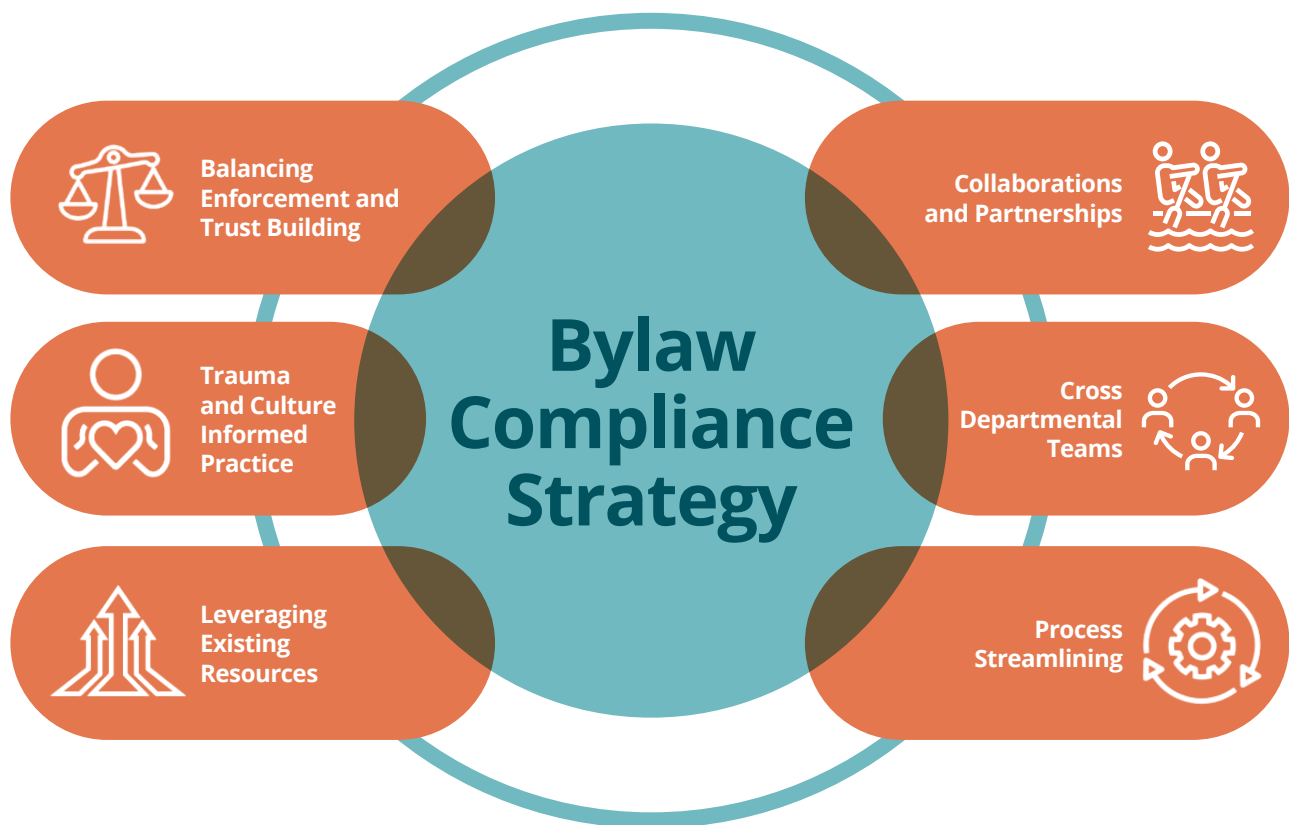 Balancing
Enforcement and
Trust Building
Trauma
and Culture
Informed
Practice
Leveraging
Existing
Resources
Bylaw
Compliance
Strategy
Collaborations
and Partnerships
Cross
Departmental
Teams
Process
Streamlining